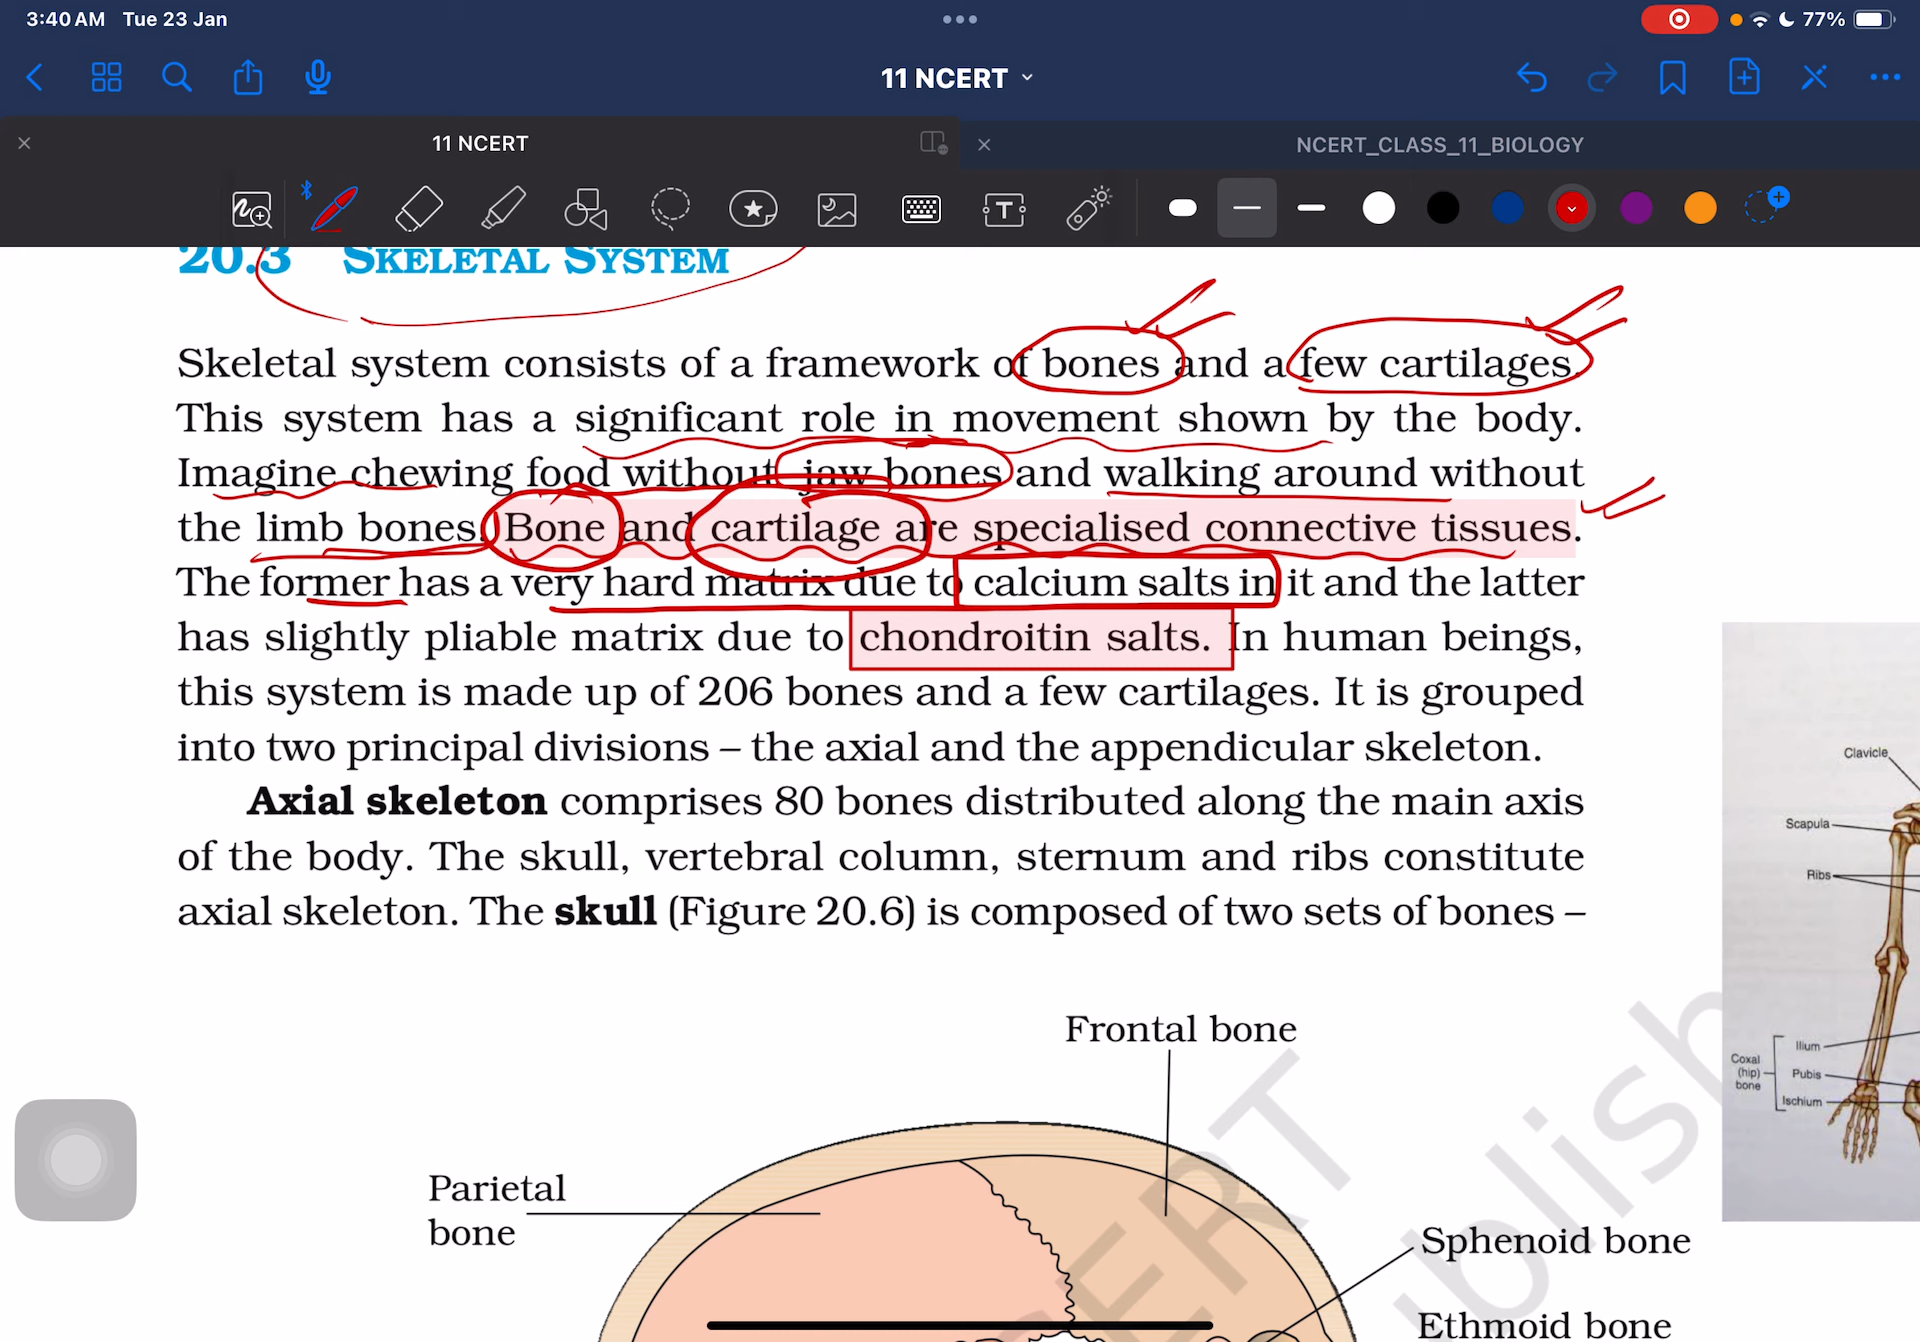 3:40 AM Tue 23 Jan
77%
11 NCERT
11 NCERT
NCERT_CLASS_11_BIOLOGY
T
20.3 SKELETAL SYSTEM
Skeletal system consists of a framework of bones and a few cartilages.
This system has a significant role in movement shown by the body.
Imagine chewing food without jaw bones and walking around without
the limb bones. Bone and cartilage are specialised connective tissues.
The former has a very hard matrix due to calcium salts in it and the latter
has slightly pliable matrix due to chondroitin salts. In human beings,
this system is made up of 206 bones and a few cartilages. It is grouped
into two principal divisions – the axial and the appendicular skeleton.
Axial skeleton comprises 80 bones distributed along the main axis
of the body. The skull, vertebral column, sternum and ribs constitute
axial skeleton. The skull (Figure 20.6) is composed of two sets of bones –
Clavicle
Scapula
Ribs
Coxal
(hip)
bone
Ilium
Pubis
Ischium
Frontal bone
Parietal
bone
Sphenoid bone
Ethmoid bone